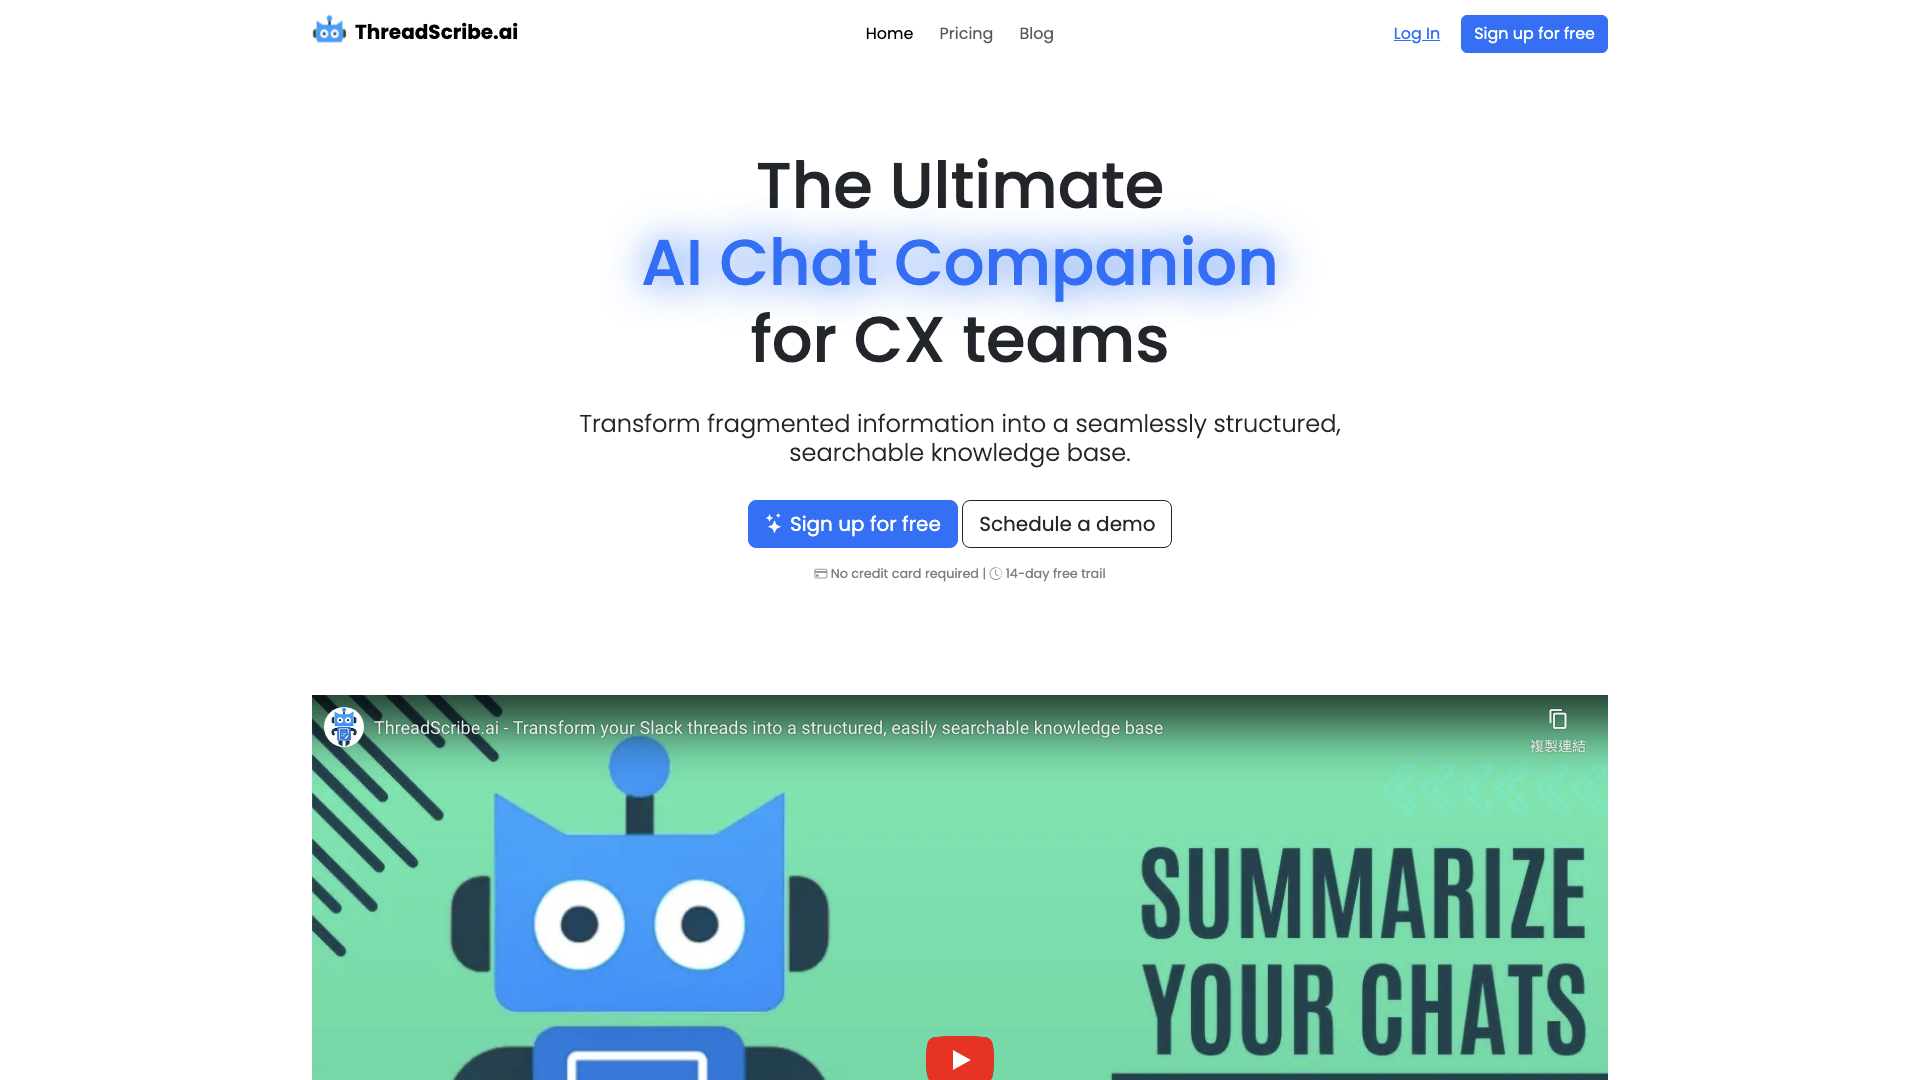 ThreadScribe.ai
Home
Pricing
Blog
Log In
Sign up for free
The Ultimate
AI Chat Companion
for CX teams
Transform fragmented information into a seamlessly structured,
searchable knowledge base.
Sign up for free
Schedule a demo
No credit card required | 14-day free trail
ThreadScribe.ai - Transform your Slack threads into a structured, easily searchable knowledge base
複製連結
SUMMARIZE
YOUR CHATS